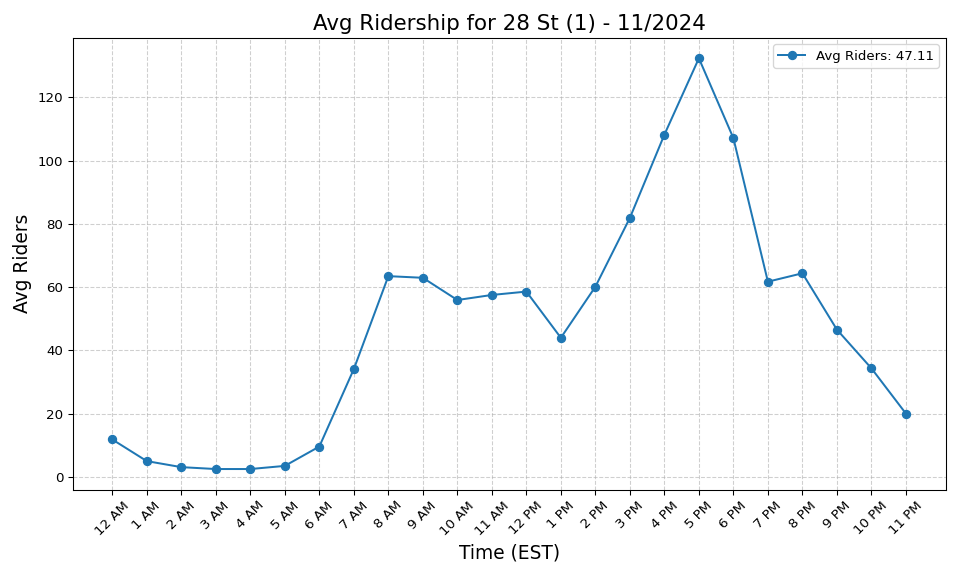 Avg Ridership for 28 St (1) - 11/2024
Avg Riders: 47.11
Avg Riders
120
100
80
60
40
20
0
12 AM
1 AM
2 AM
3 AM
4 AM
5 AM
6 AM
7 AM
8 AM
9 AM
10 AM
11 AM
12 PM
1 PM
2 PM
3 PM
4 PM
5 PM
6 PM
7 PM
8 PM
9 PM
10 PM
11 PM
Time (EST)